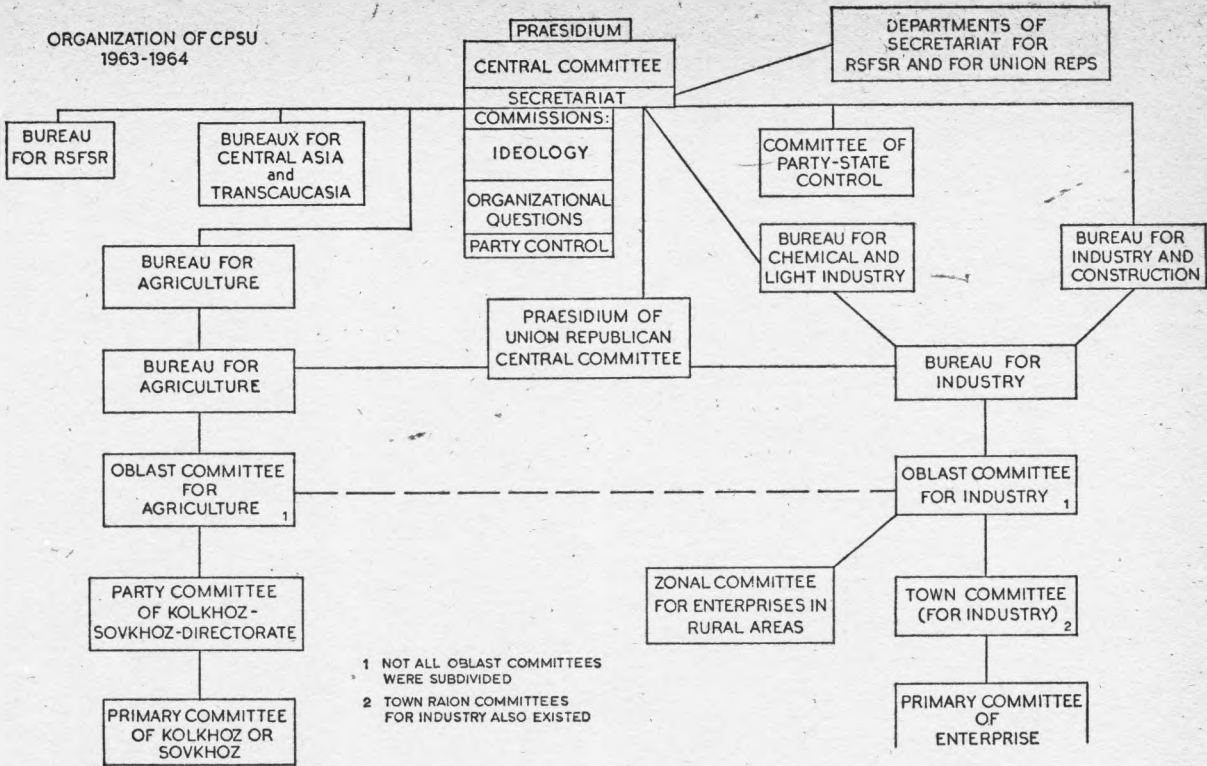 ORGANIZATION OF CPSU
1963-1964
PRAESIDIUM
CENTRAL COMMITTEE
SECRETARIAT
COMMISSIONS:
IDEOLOGY
ORGANIZATIONAL
QUESTIONS
PARTY CONTROL
DEPARTMENTS OF
SECRETARIAT FOR
RSFSR AND FOR UNION REPS
BUREAU
FOR RSFSR
BUREAUX FOR
CENTRAL ASIA
and
TRANSCAUCASIA
COMMITTEE OF
PARTY-STATE
CONTROL
BUREAU FOR
AGRICULTURE
BUREAU FOR
CHEMICAL AND
LIGHT INDUSTRY
BUREAU FOR
INDUSTRY AND
CONSTRUCTION
PRAESIDIUM OF
UNION REPUBLICAN
CENTRAL COMMITTEE
BUREAU FOR
AGRICULTURE
BUREAU FOR
INDUSTRY
OBLAST COMMITTEE
FOR
AGRICULTURE 1
OBLAST COMMITTEE
FOR INDUSTRY 1
PARTY COMMITTEE
OF KOLKHOZ-
SOVKHOZ-DIRECTORATE
ZONAL COMMITTEE
FOR ENTERPRISES IN
RURAL AREAS
TOWN COMMITTEE
(FOR INDUSTRY) 2
PRIMARY COMMITTEE
OF KOLKHOZ OR
SOVKHOZ
1 NOT ALL OBLAST COMMITTEES
WERE SUBDIVIDED
2 TOWN RAION COMMITTEES
FOR INDUSTRY ALSO EXISTED
PRIMARY COMMITTEE
OF
ENTERPRISE